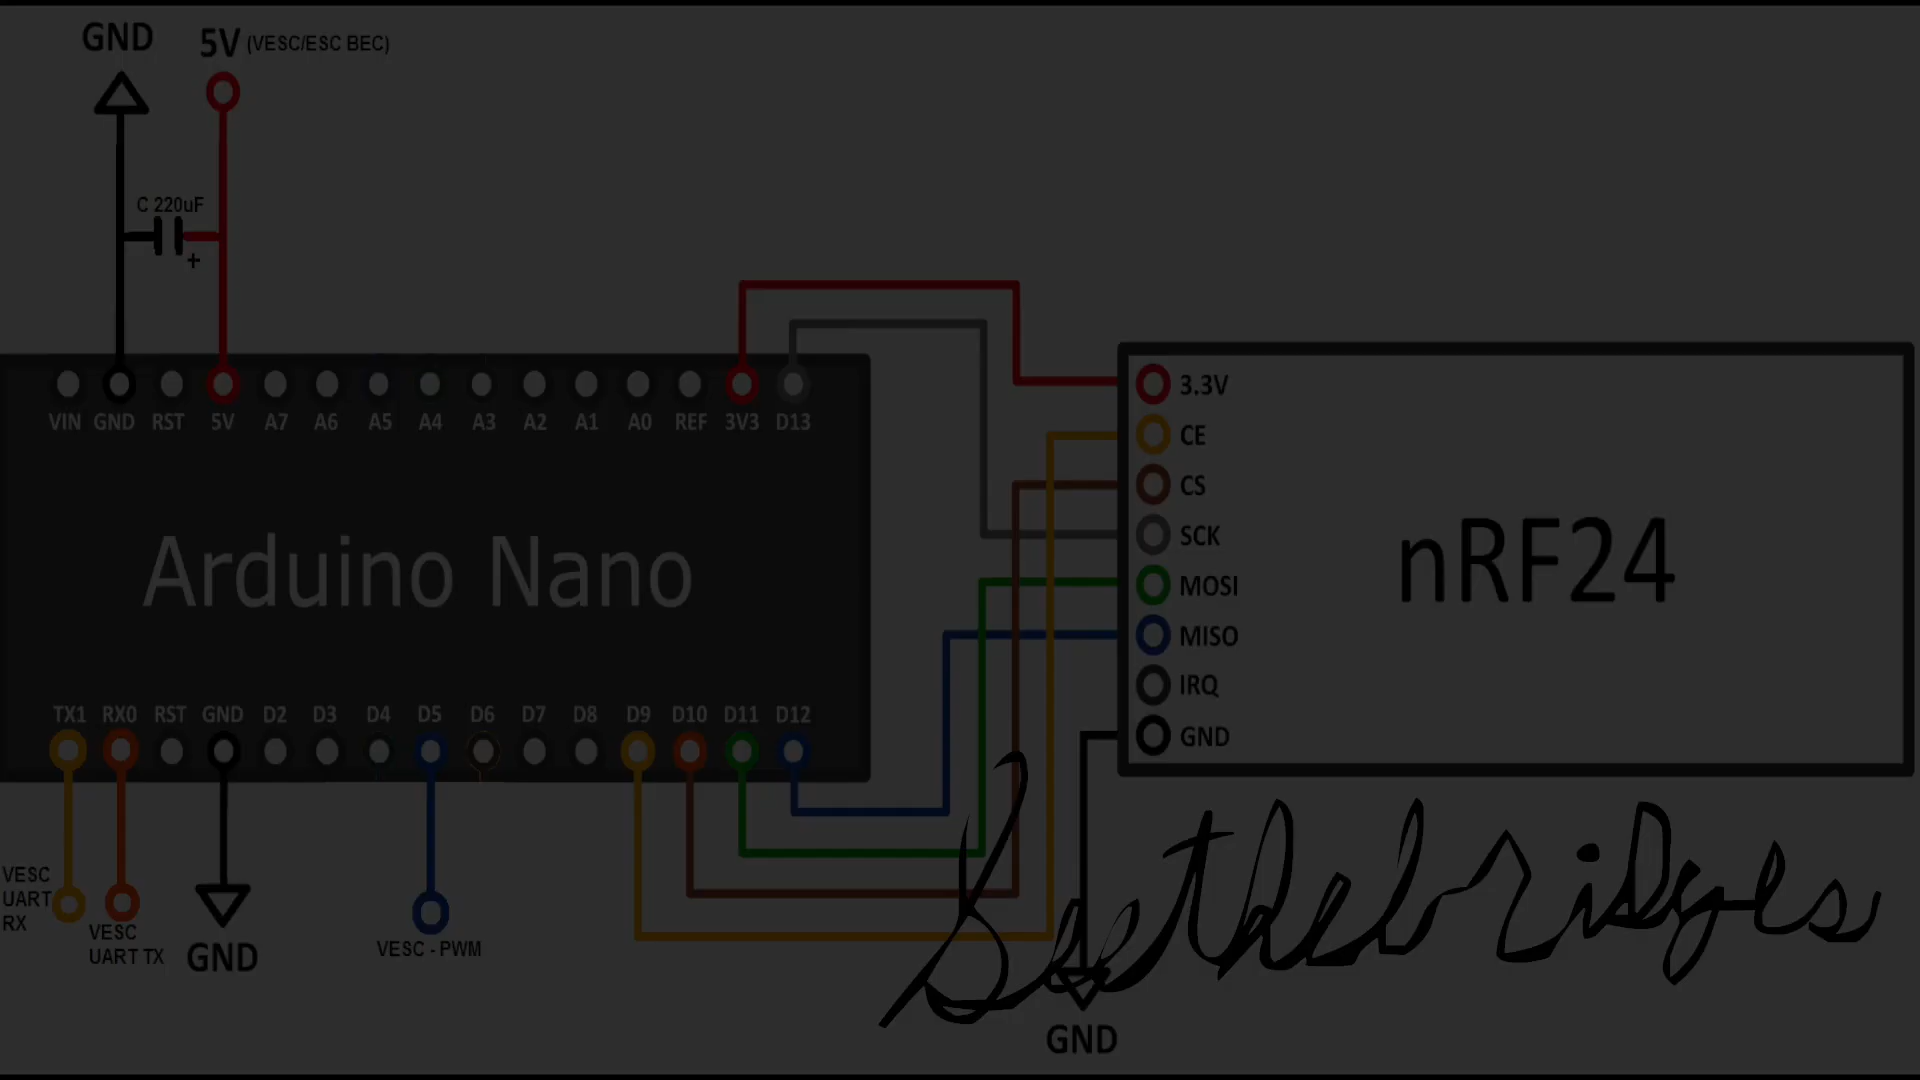 GND 5V (VESC/ESC BEC)
C 220uF
+
VIN GND RST 5V A7 A6 A5 A4 A3 A2 A1 A0 REF 3V3 D13
Arduino Nano
TX1 RX0 RST GND D2 D3 D4 D5 D6 D7 D8 D9 D10 D11 D12
3.3V
CE
CS
SCK
MOSI
MISO
IRQ
GND
nRF24
VESC
UART
RX
VESC
UART TX
GND
VESC - PWM
GND